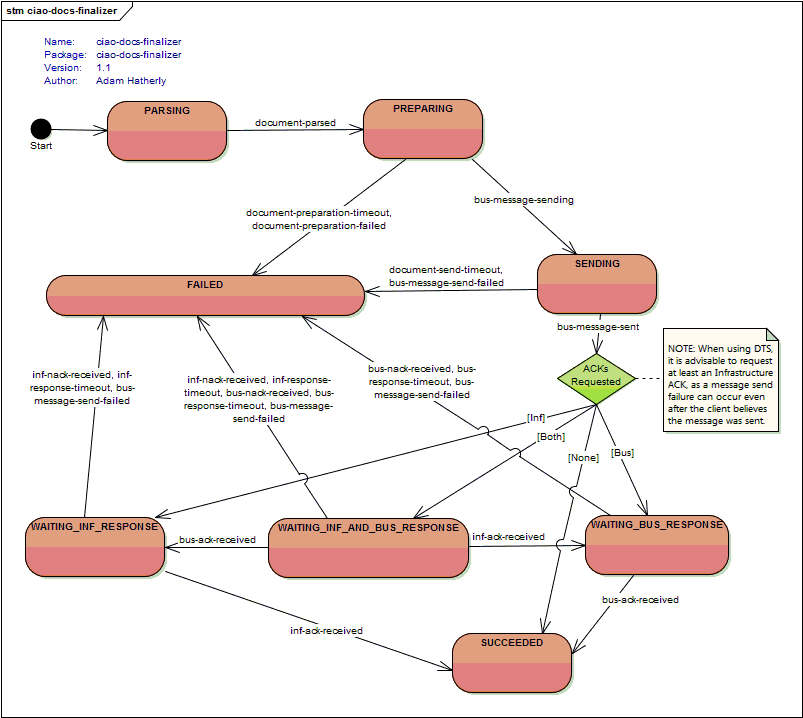 stm ciao-docs-finalizer
Name: ciao-docs-finalizer
Package: ciao-docs-finalizer
Version: 1.1
Author: Adam Hatherly
PARSING
PREPARING
document-parsed
Start
bus-message-sending
document-preparation-timeout,
document-preparation-failed
SENDING
document-send-timeout,
bus-message-send-failed
FAILED
bus-message-sent
NOTE: When using DTS,
it is advisable to request
at least an Infrastructure
ACK, as a message send
failure can occur even
after the client believes
the message was sent.
ACKs
Requested
inf-nack-received, inf-
response-timeout, bus-
message-send-failed
inf-nack-received, inf-response-
timeout, bus-nack-received, bus-
response-timeout, bus-message-
send-failed
bus-nack-received, bus-
response-timeout, bus-
message-send-failed
[Inf]
[Both]
[None]
[Bus]
WAITING_INF_RESPONSE
WAITING_INF_AND_BUS_RESPONSE
WAITING_BUS_RESPONSE
bus-ack-received
inf-ack-received
bus-ack-received
inf-ack-received
SUCCEEDED